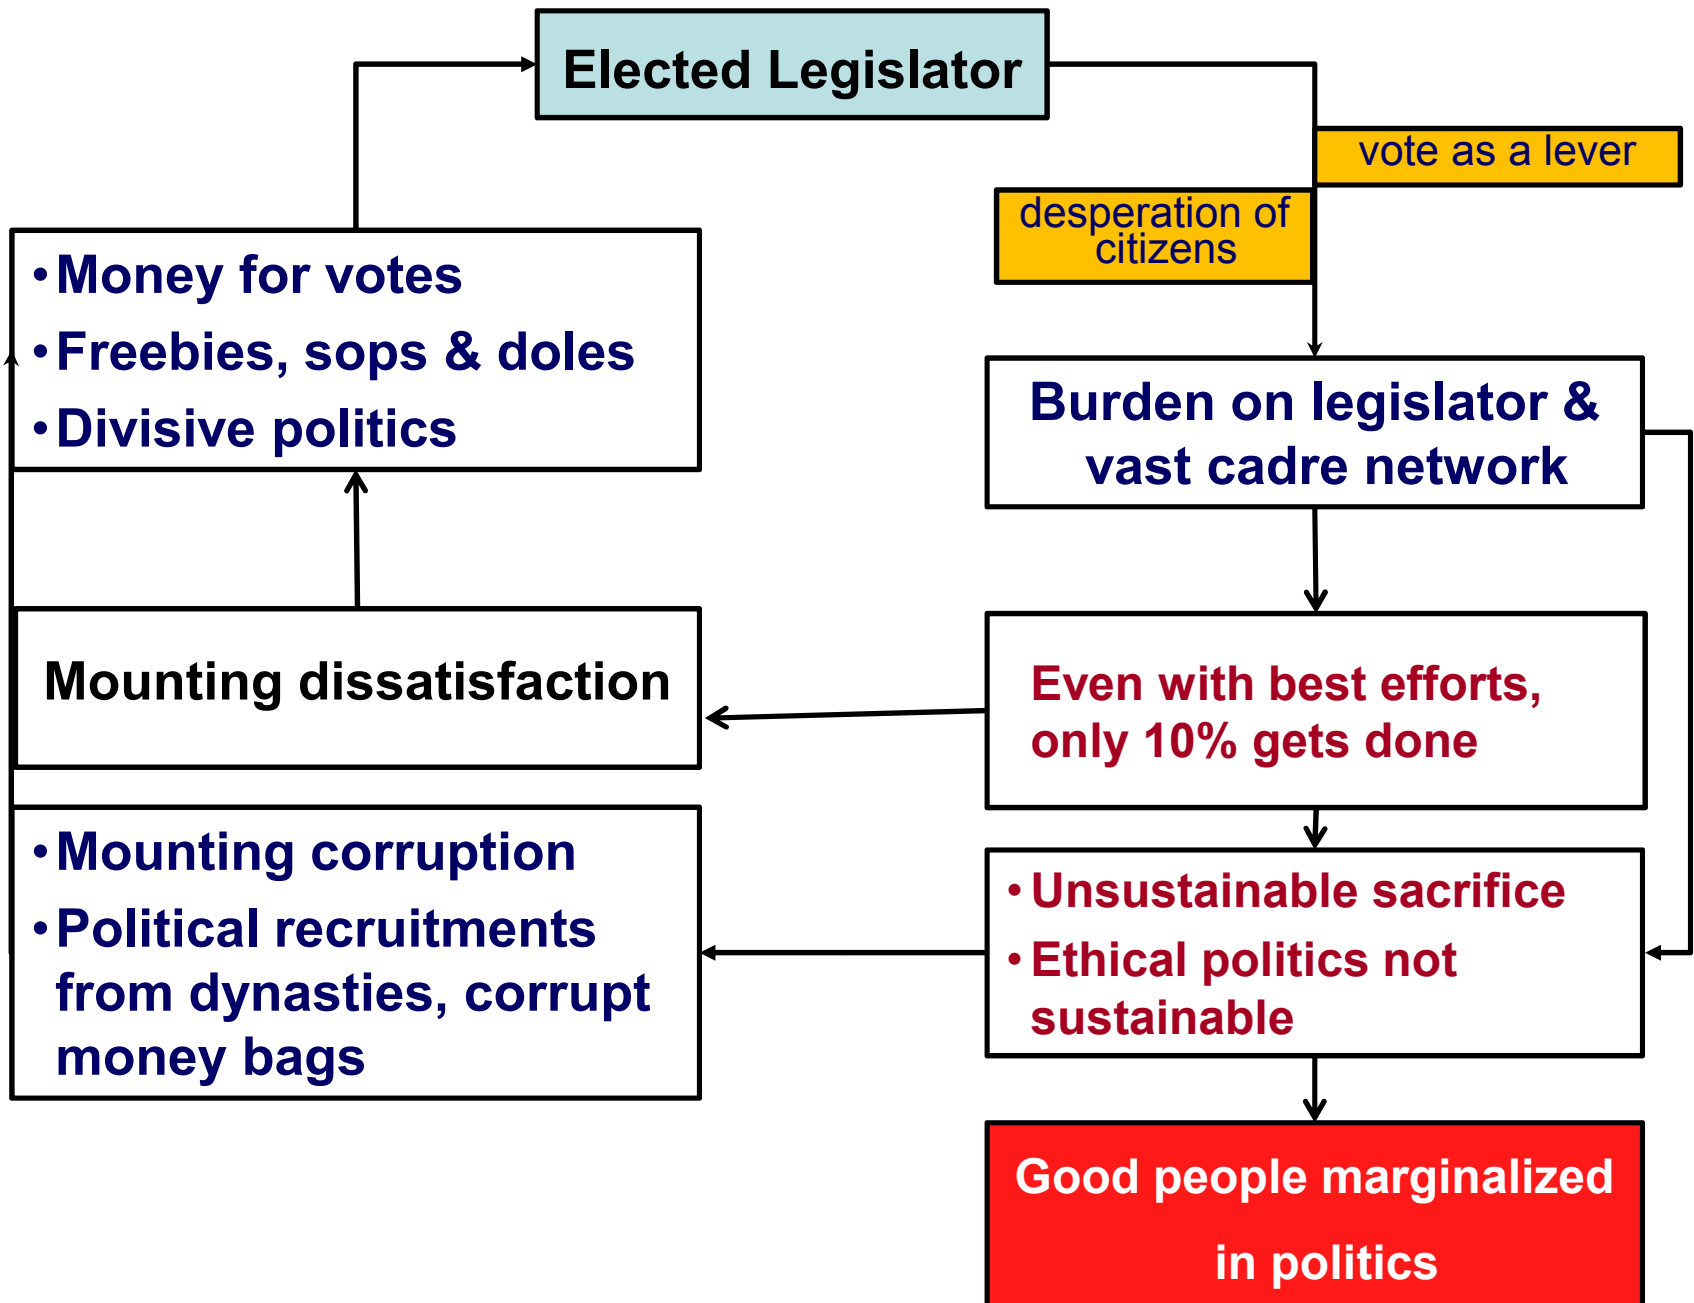 Elected Legislator
vote as a lever
desperation of
citizens
• Money for votes
• Freebies, sops & doles
• Divisive politics
Burden on legislator &
vast cadre network
Mounting dissatisfaction
Even with best efforts,
only 10% gets done
• Mounting corruption
• Political recruitments
from dynasties, corrupt
money bags
• Unsustainable sacrifice
• Ethical politics not
sustainable
Good people marginalized
in politics